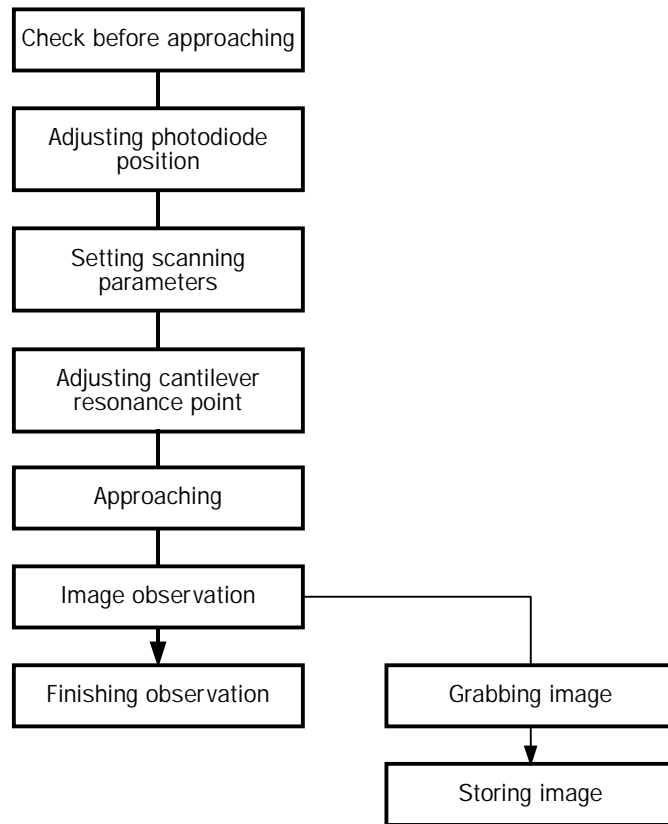 Check before approaching
Adjusting photodiode
position
Setting scanning
parameters
Adjusting cantilever
resonance point
Approaching
Image observation
Finishing observation
Grabbing image
Storing image